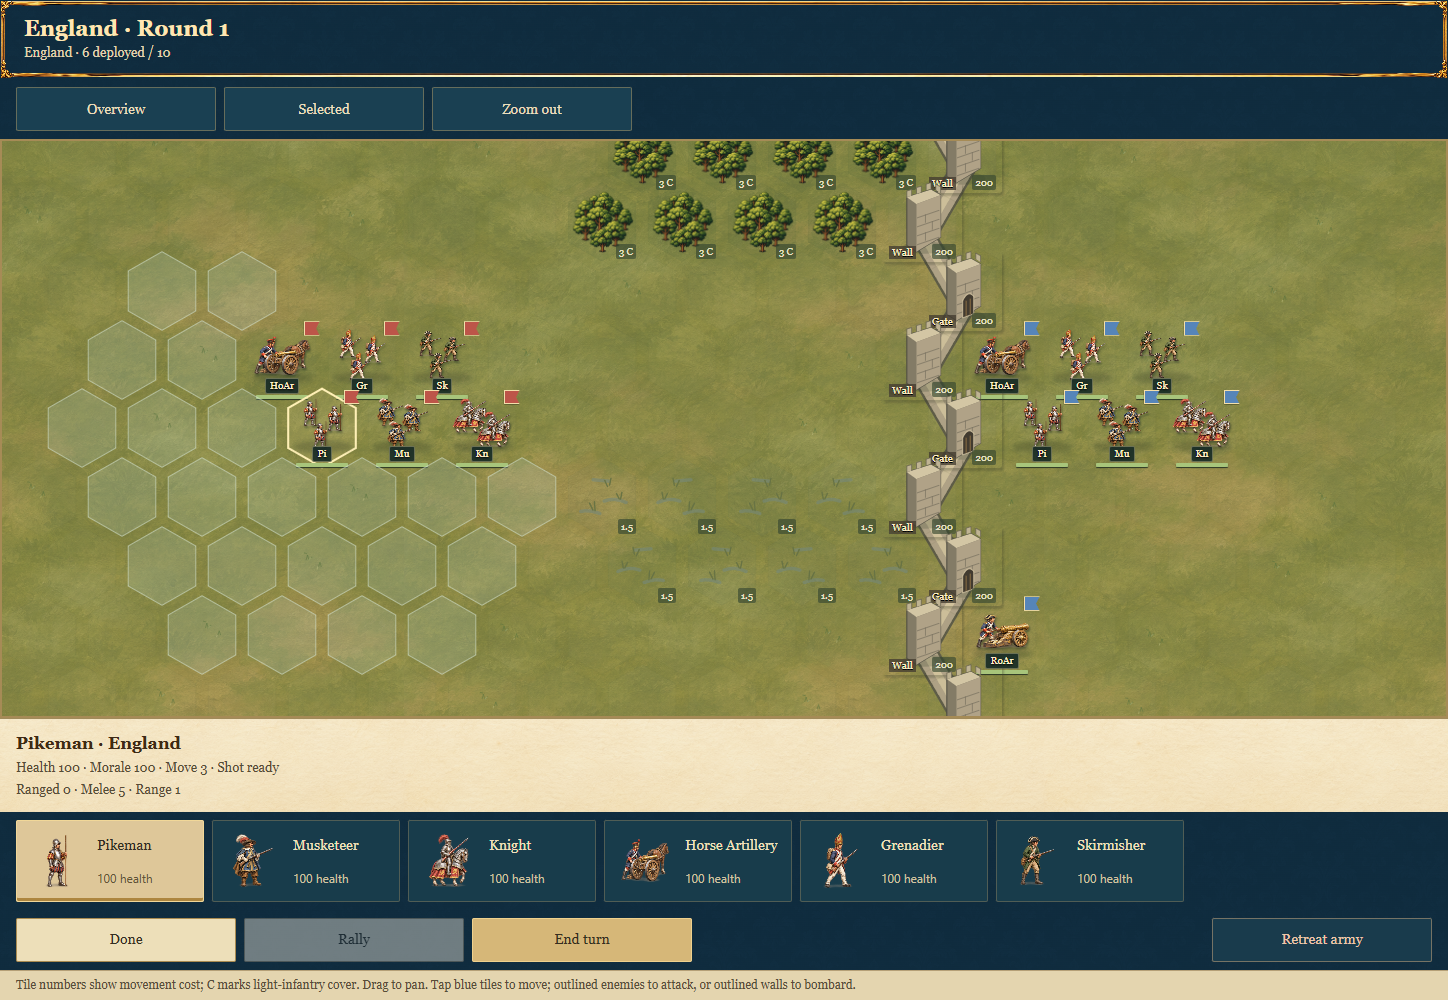 England · Round 1
England · 6 deployed / 10
Overview
Selected
Zoom out
3 C
3 C
3 C
3 C
Wall
200
3 C
3 C
3 C
3 C
Wall
200
Gate
200
HoAr
Gr
Sk
Wall
200
HoAr
Gr
Sk
Pi
Mu
Kn
Gate
200
Pi
Mu
Kn
1.5
1.5
1.5
1.5
Wall
200
1.5
1.5
1.5
1.5
Gate
200
Wall
200
RoAr
Pikeman · England
Health 100 · Morale 100 · Move 3 · Shot ready
Ranged 0 · Melee 5 · Range 1
Pikeman
100 health
Musketeer
100 health
Knight
100 health
Horse Artillery
100 health
Grenadier
100 health
Skirmisher
100 health
Done
Rally
End turn
Retreat army
Tile numbers show movement cost; C marks light-infantry cover. Drag to pan. Tap blue tiles to move; outlined enemies to attack, or outlined walls to bombard.